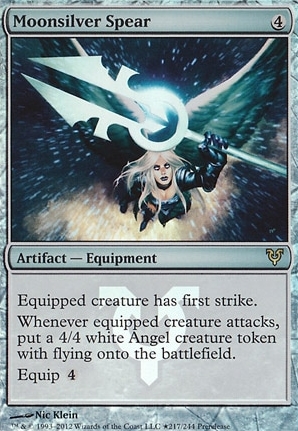 Moonsilver Spear 4
Artifact — Equipment
Equipped creature has first strike.
Whenever equipped creature attacks,
put a 4/4 white Angel creature token
with flying onto the battlefield.
Equip 4
Nic Klein
™ & © 1993–2012 Wizards of the Coast LLC ★217/244 Prerelease